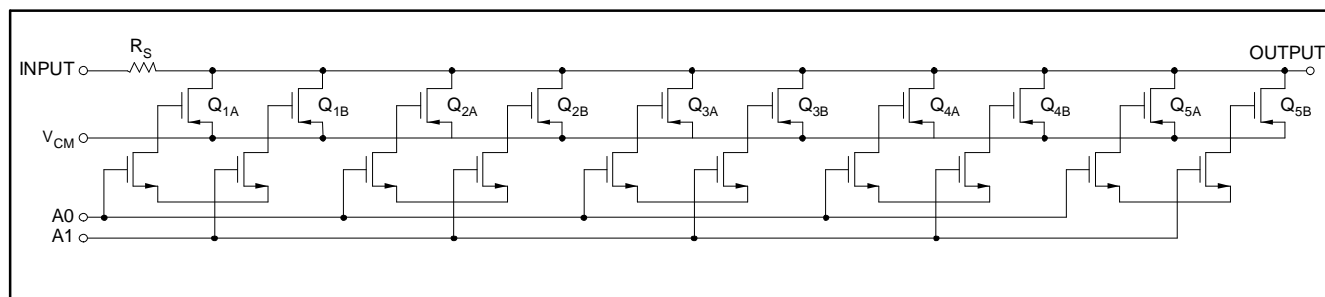 R_S
INPUT
OUTPUT
Q_1A
Q_1B
Q_2A
Q_2B
Q_3A
Q_3B
Q_4A
Q_4B
Q_5A
Q_5B
V_CM
A0
A1